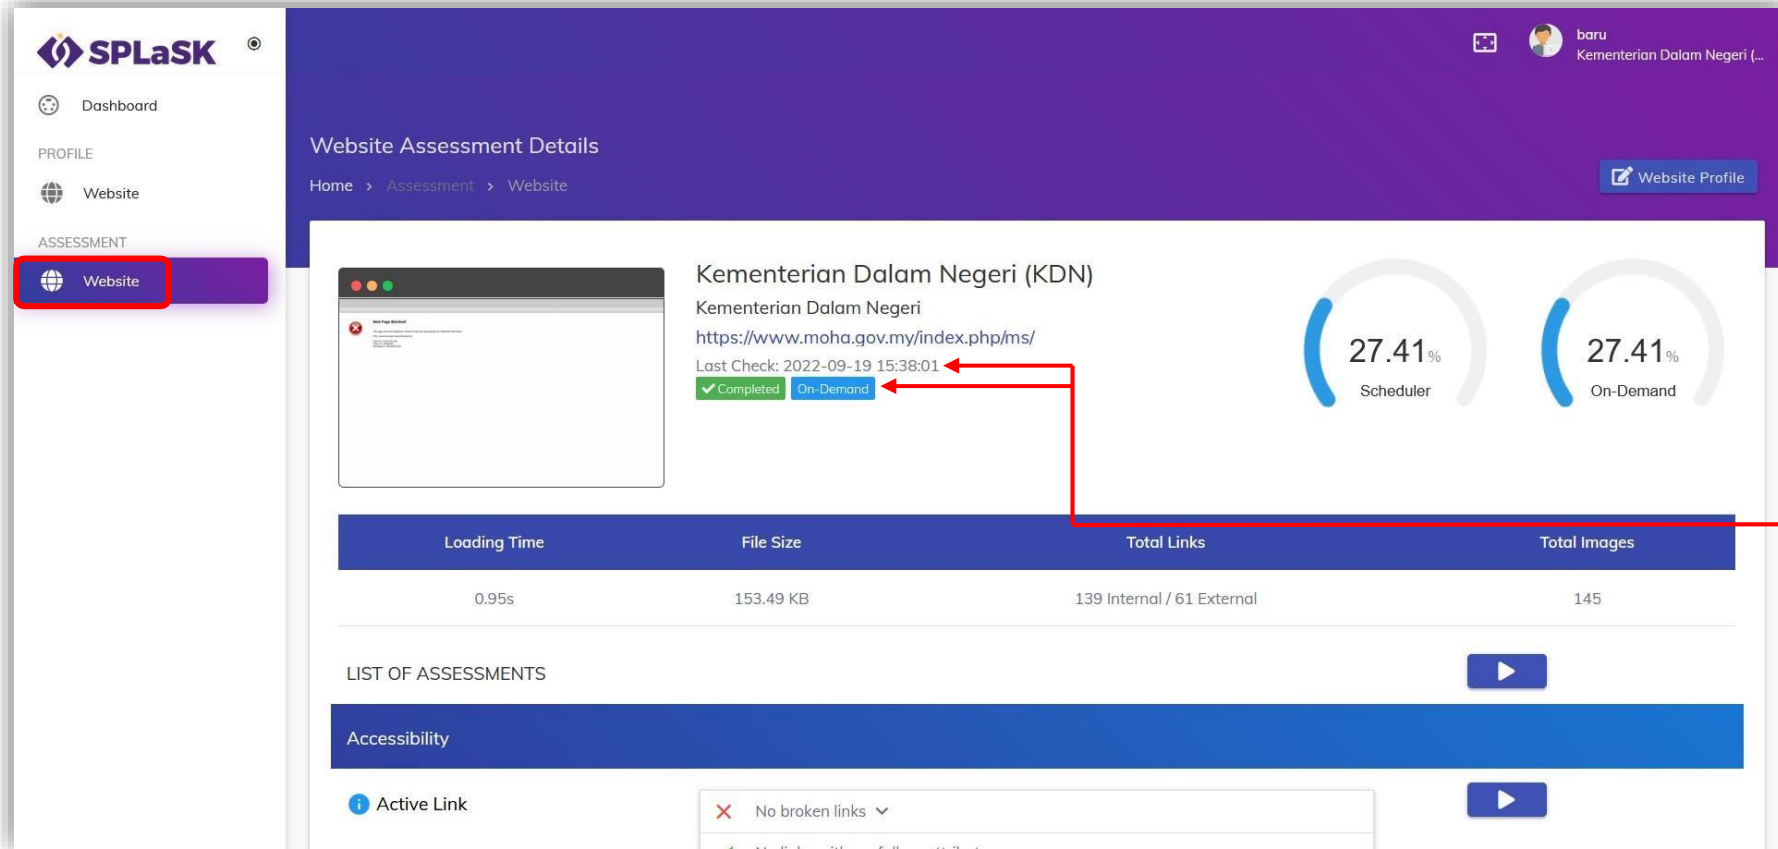 SPLaSK
baru
Kementerian Dalam Negeri (...
Dashboard
PROFILE
Website
ASSESSMENT
Website
Website Assessment Details
Home > Assessment > Website
Website Profile
Web Page Blocked!
Kementerian Dalam Negeri (KDN)
Kementerian Dalam Negeri
https://www.moha.gov.my/index.php/ms/
Last Check: 2022-09-19 15:38:01
Completed On-Demand
27.41%
Scheduler
27.41%
On-Demand
Loading Time File Size Total Links Total Images
0.95s 153.49 KB 139 Internal / 61 External 145
LIST OF ASSESSMENTS
Accessibility
Active Link
No broken links